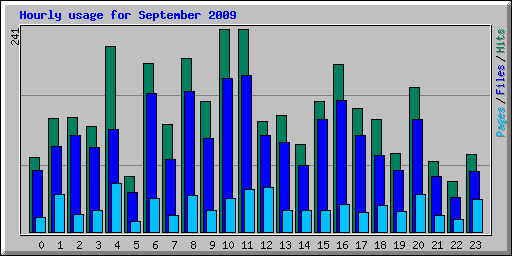 Hourly usage for September 2009
241
Pages / Files / Hits
0 1 2 3 4 5 6 7 8 9 10 11 12 13 14 15 16 17 18 19 20 21 22 23